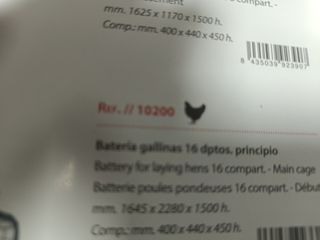 compart. -
mm. 1625 x 1170 x 1500 h.
Comp.: mm. 400 x 440 x 450 h.
8 435039 923907
REF. // 10200
Batería gallinas 16 dptos. principio
Battery for laying hens 16 compart. - Main cage
Batterie poules pondeuses 16 compart. - Début
mm. 1645 x 2280 x 1500 h.
Comp.: mm. 400 x 440 x 450 h.